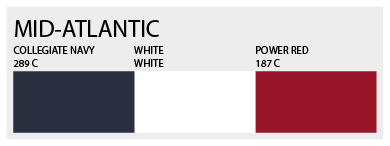 MID-ATLANTIC
COLLEGIATE NAVY WHITE POWER RED
289 C WHITE 187 C